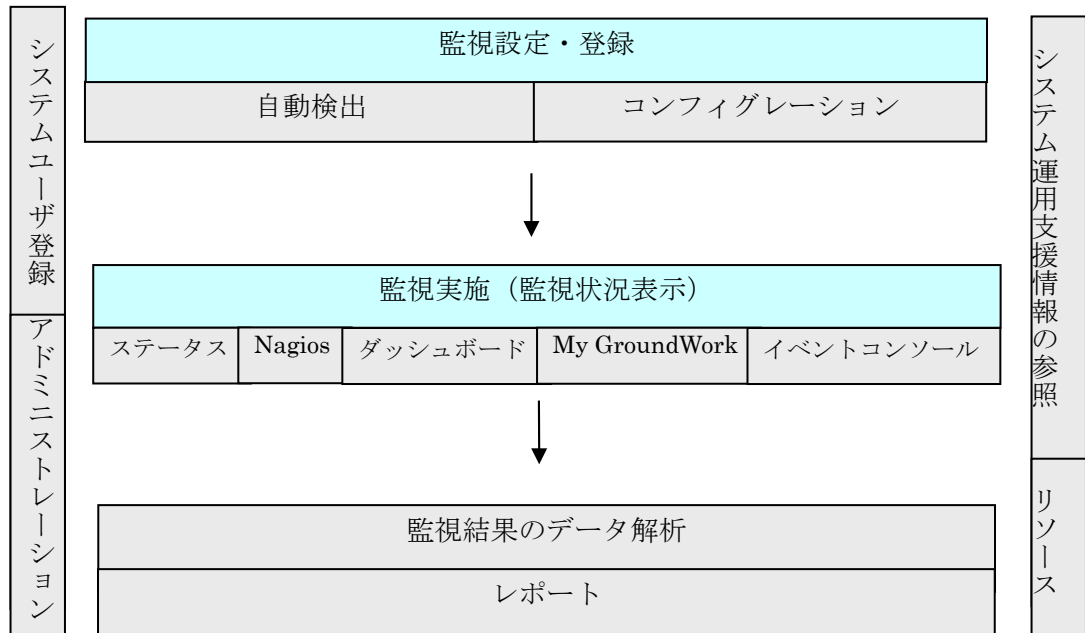 システムユーザ登録
アドミニストレーション
監視設定・登録
自動検出
コンフィグレーション
監視実施（監視状況表示）
ステータス
Nagios
ダッシュボード
My GroundWork
イベントコンソール
監視結果のデータ解析
レポート
システム運用支援情報の参照
リソース